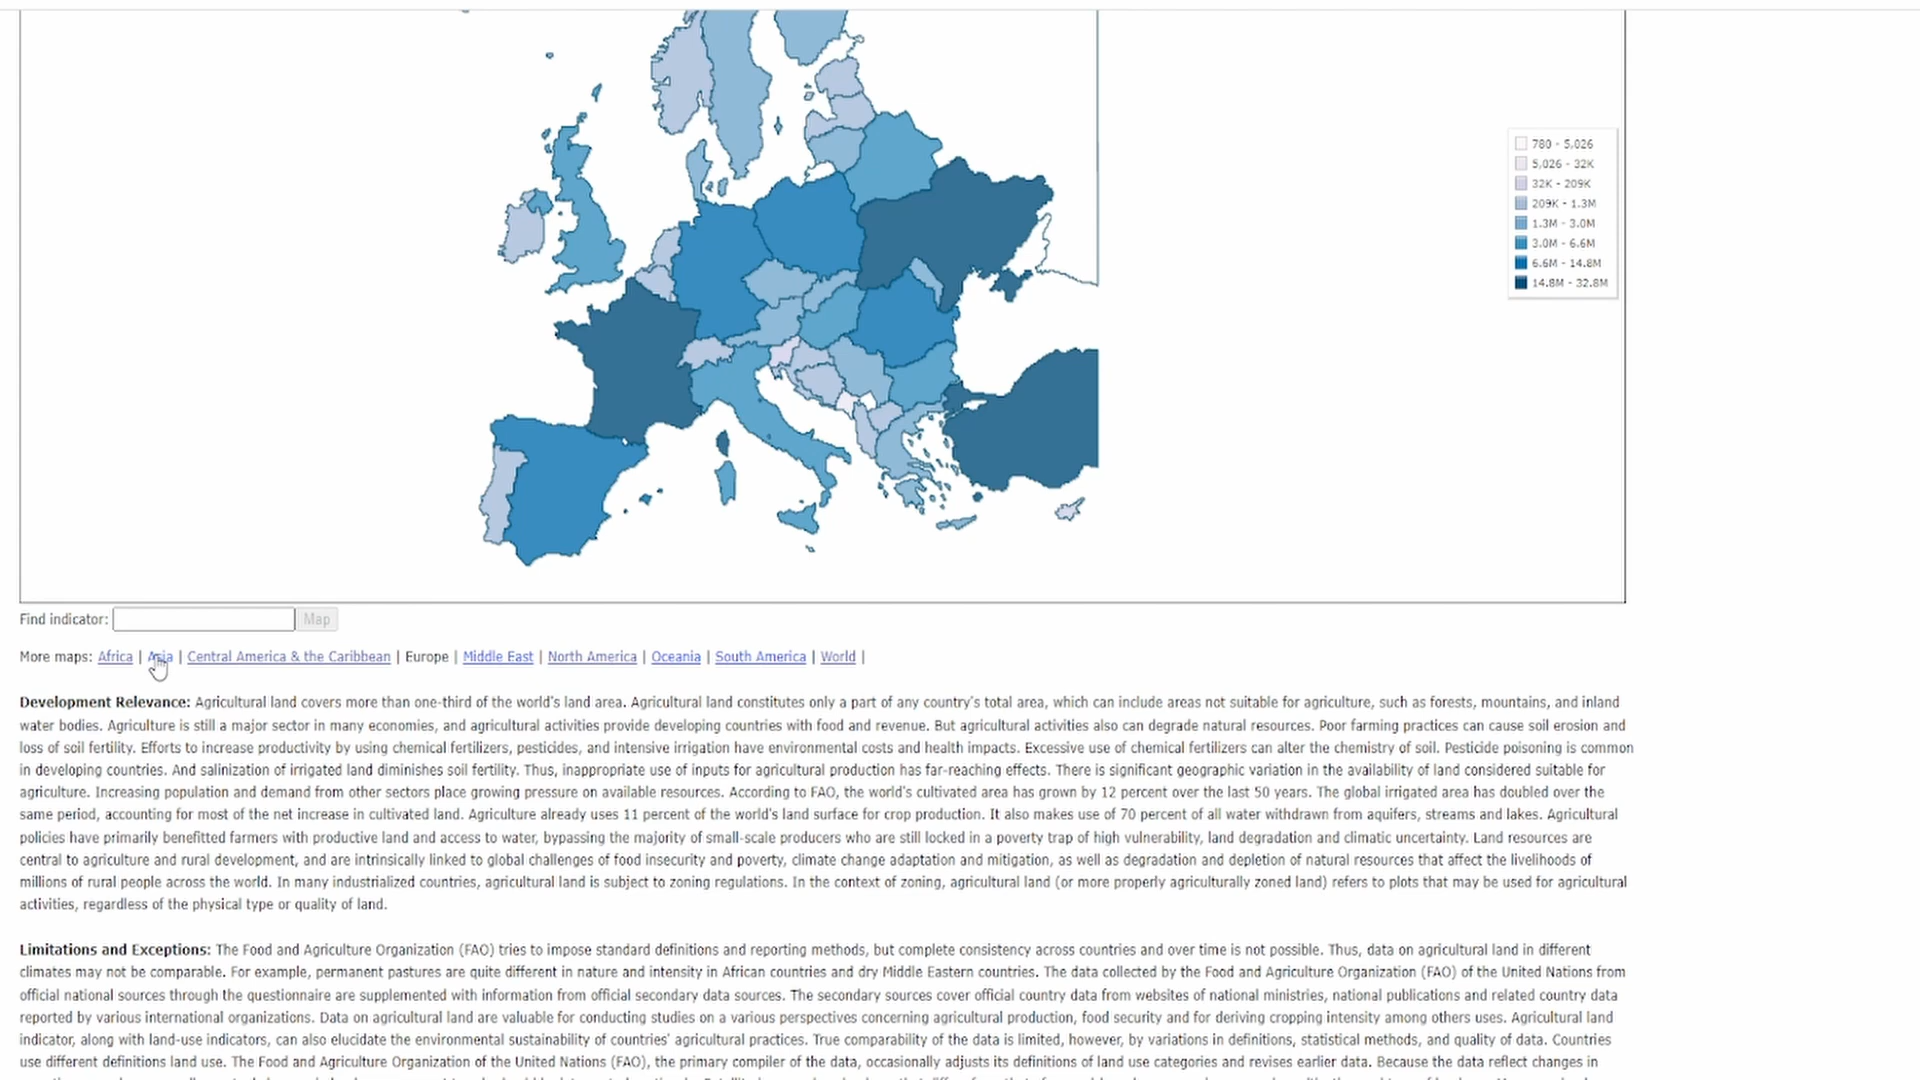 780 - 5,026
5,026 - 32K
32K - 209K
209K - 1.3M
1.3M - 3.0M
3.0M - 6.6M
6.6M - 14.8M
14.8M - 32.8M
Find indicator: Map
More maps: Africa | Asia | Central America & the Caribbean | Europe | Middle East | North America | Oceania | South America | World |
Development Relevance: Agricultural land covers more than one-third of the world's land area. Agricultural land constitutes only a part of any country's total area, which can include areas not suitable for agriculture, such as forests, mountains, and inland
water bodies. Agriculture is still a major sector in many economies, and agricultural activities provide developing countries with food and revenue. But agricultural activities also can degrade natural resources. Poor farming practices can cause soil erosion and
loss of soil fertility. Efforts to increase productivity by using chemical fertilizers, pesticides, and intensive irrigation have environmental costs and health impacts. Excessive use of chemical fertilizers can alter the chemistry of soil. Pesticide poisoning is common
in developing countries. And salinization of irrigated land diminishes soil fertility. Thus, inappropriate use of inputs for agricultural production has far-reaching effects. There is significant geographic variation in the availability of land considered suitable for
agriculture. Increasing population and demand from other sectors place growing pressure on available resources. According to FAO, the world's cultivated area has grown by 12 percent over the last 50 years. The global irrigated area has doubled over the
same period, accounting for most of the net increase in cultivated land. Agriculture already uses 11 percent of the world's land surface for crop production. It also makes use of 70 percent of all water withdrawn from aquifers, streams and lakes. Agricultural
policies have primarily benefitted farmers with productive land and access to water, bypassing the majority of small-scale producers who are still locked in a poverty trap of high vulnerability, land degradation and climatic uncertainty. Land resources are
central to agriculture and rural development, and are intrinsically linked to global challenges of food insecurity and poverty, climate change adaptation and mitigation, as well as degradation and depletion of natural resources that affect the livelihoods of
millions of rural people across the world. In many industrialized countries, agricultural land is subject to zoning regulations. In the context of zoning, agricultural land (or more properly agriculturally zoned land) refers to plots that may be used for agricultural
activities, regardless of the physical type or quality of land.
Limitations and Exceptions: The Food and Agriculture Organization (FAO) tries to impose standard definitions and reporting methods, but complete consistency across countries and over time is not possible. Thus, data on agricultural land in different
climates may not be comparable. For example, permanent pastures are quite different in nature and intensity in African countries and dry Middle Eastern countries. The data collected by the Food and Agriculture Organization (FAO) of the United Nations from
official national sources through the questionnaire are supplemented with information from official secondary data sources. The secondary sources cover official country data from websites of national ministries, national publications and related country data
reported by various international organizations. Data on agricultural land are valuable for conducting studies on a various perspectives concerning agricultural production, food security and for deriving cropping intensity among others uses. Agricultural land
indicator, along with land-use indicators, can also elucidate the environmental sustainability of countries' agricultural practices. True comparability of the data is limited, however, by variations in definitions, statistical methods, and quality of data. Countries
use different definitions land use. The Food and Agriculture Organization of the United Nations (FAO), the primary compiler of the data, occasionally adjusts its definitions of land use categories and revises earlier data. Because the data reflect changes in